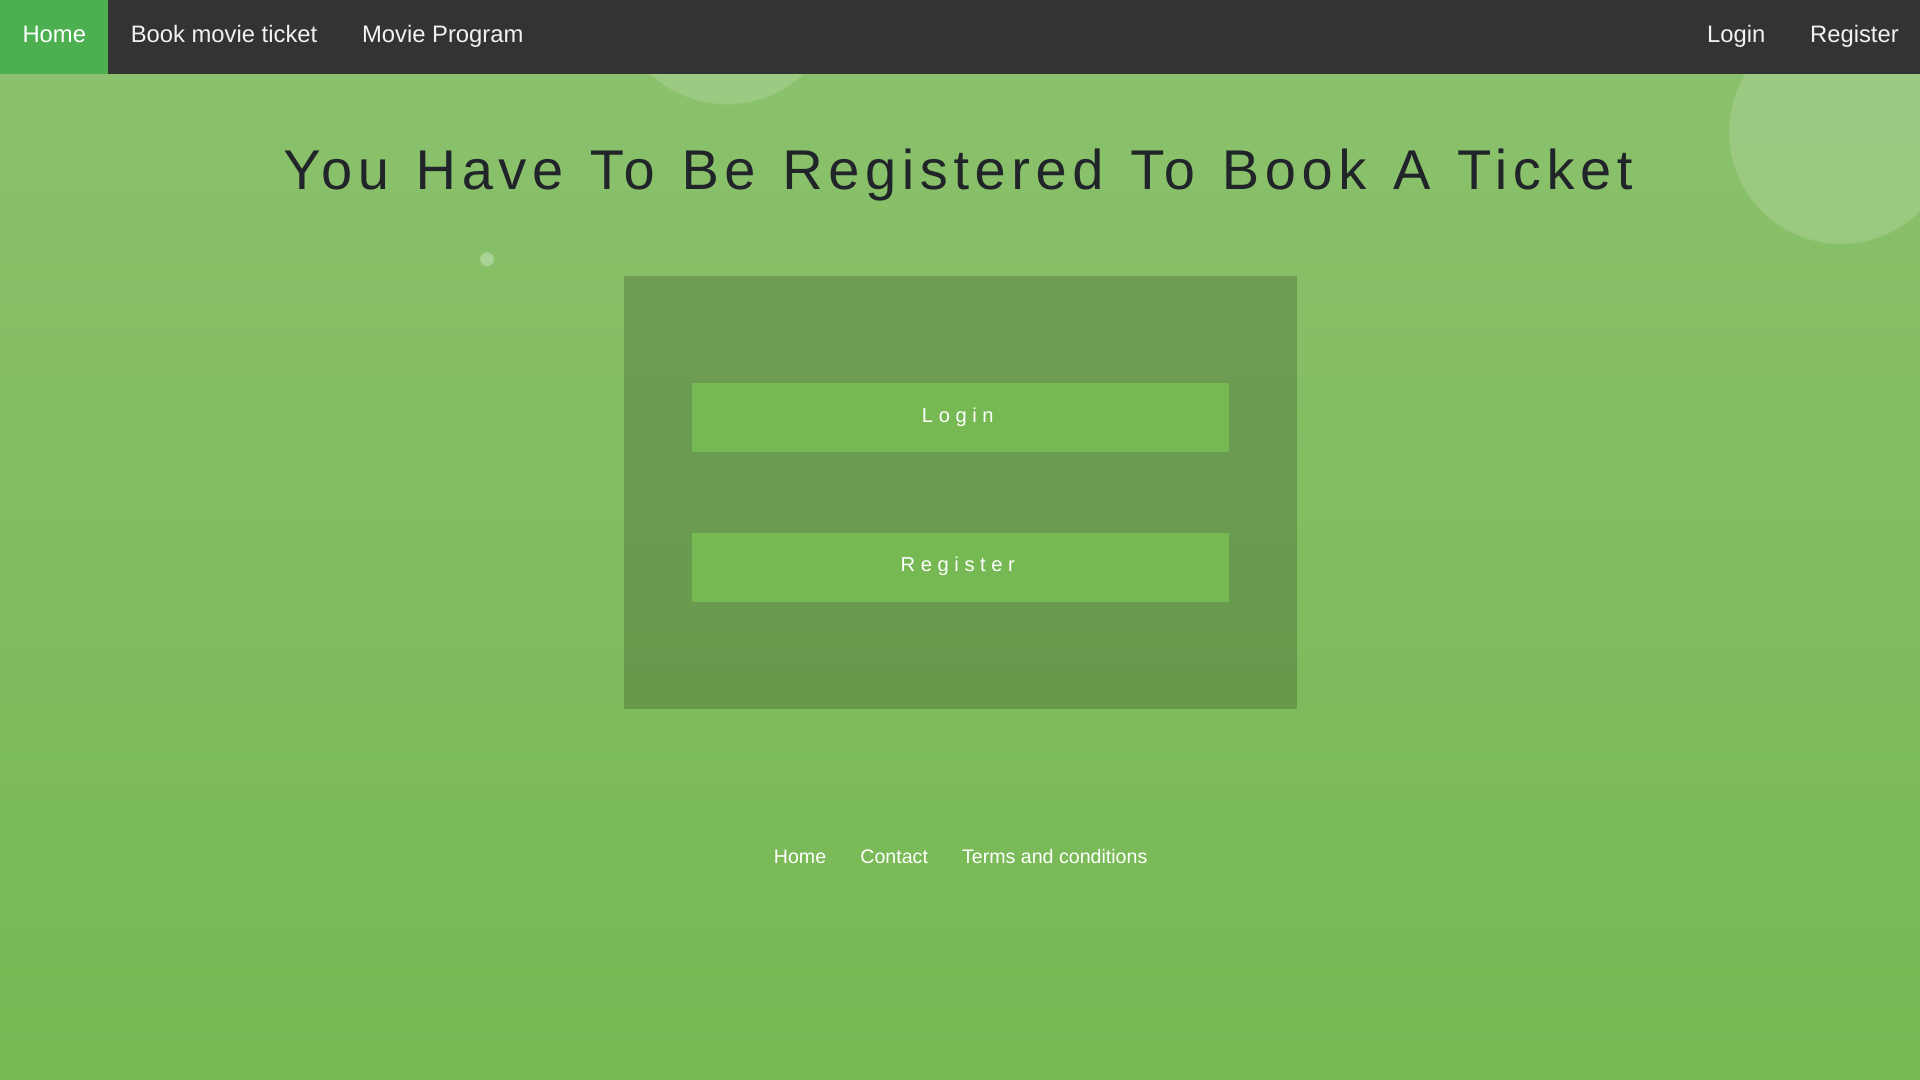 Home Book movie ticket Movie Program Login Register
You Have To Be Registered To Book A Ticket
Login
Register
Home Contact Terms and conditions